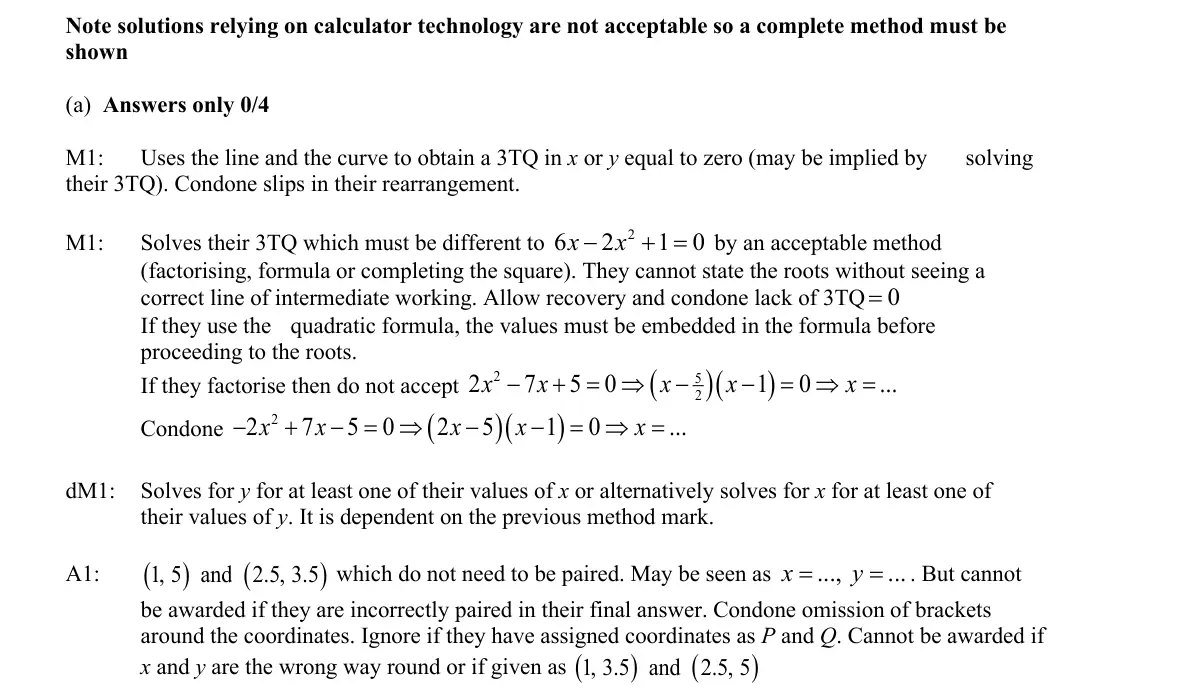 Note solutions relying on calculator technology are not acceptable so a complete method must be
shown
(a) Answers only 0/4
M1: Uses the line and the curve to obtain a 3TQ in x or y equal to zero (may be implied by solving
their 3TQ). Condone slips in their rearrangement.
M1: Solves their 3TQ which must be different to 6x − 2x² + 1 = 0 by an acceptable method
(factorising, formula or completing the square). They cannot state the roots without seeing a
correct line of intermediate working. Allow recovery and condone lack of 3TQ = 0
If they use the quadratic formula, the values must be embedded in the formula before
proceeding to the roots.
If they factorise then do not accept 2x² − 7x + 5 = 0 ⇒ (x − 5/2)(x − 1) = 0 ⇒ x = ...
Condone −2x² + 7x − 5 = 0 ⇒ (2x − 5)(x − 1) = 0 ⇒ x = ...
dM1: Solves for y for at least one of their values of x or alternatively solves for x for at least one of
their values of y. It is dependent on the previous method mark.
A1: (1, 5) and (2.5, 3.5) which do not need to be paired. May be seen as x = ..., y = ... . But cannot
be awarded if they are incorrectly paired in their final answer. Condone omission of brackets
around the coordinates. Ignore if they have assigned coordinates as P and Q. Cannot be awarded if
x and y are the wrong way round or if given as (1, 3.5) and (2.5, 5)